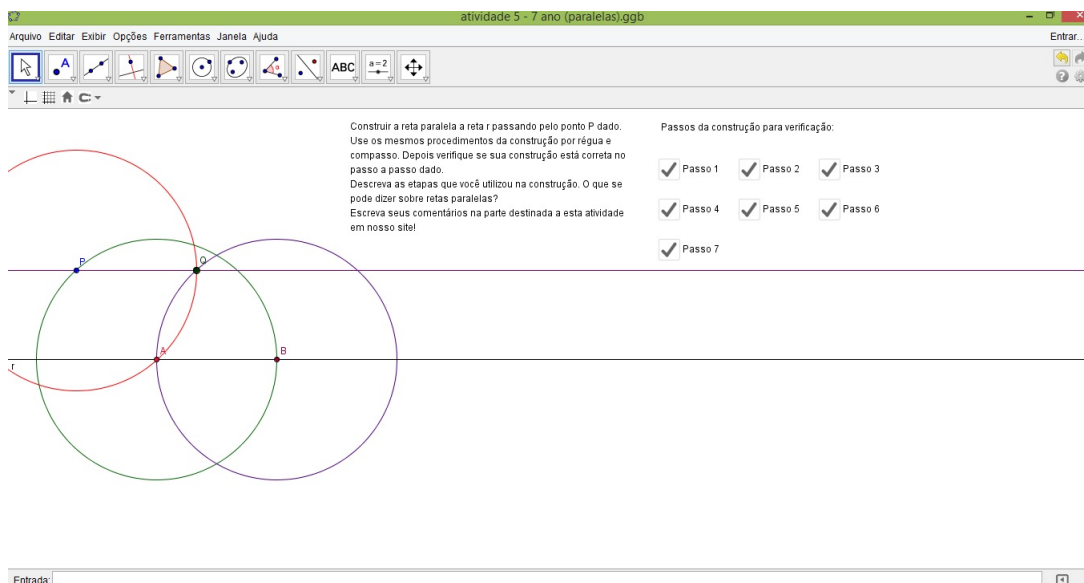 atividade 5 - 7 ano (paralelas).ggb
Arquivo Editar Exibir Opções Ferramentas Janela Ajuda
Entrar..
A
ABC
a=2
Construir a reta paralela a reta r passando pelo ponto P dado.
Use os mesmos procedimentos da construção por régua e
compasso. Depois verifique se sua construção está correta no
passo a passo dado.
Descreva as etapas que você utilizou na construção. O que se
pode dizer sobre retas paralelas?
Escreva seus comentários na parte destinada a esta atividade
em nosso site!
Passos da construção para verificação:
Passo 1 Passo 2 Passo 3
Passo 4 Passo 5 Passo 6
Passo 7
P
Q
A
B
r
Entrada: